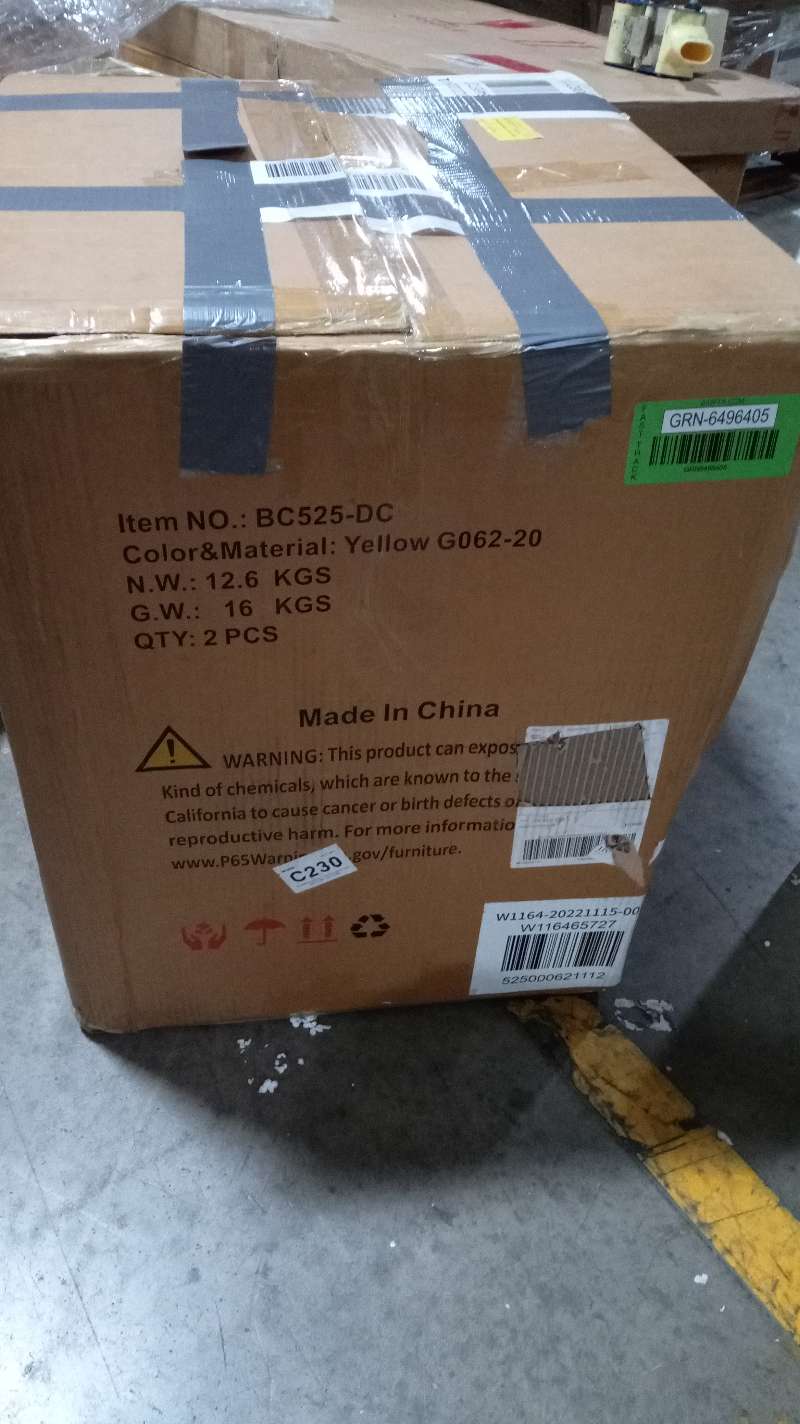 FAST TRACK
GRN-6496405
GRN6496405
Item NO.: BC525-DC
Color&Material: Yellow G062-20
N.W.: 12.6 KGS
G.W.: 16 KGS
QTY: 2 PCS
Made In China
WARNING: This product can expos
Kind of chemicals, which are known to the
California to cause cancer or birth defects o
reproductive harm. For more informatio
www.P65Warni .gov/furniture.
C230
W1164-20221115-00
W116465727
525000621112